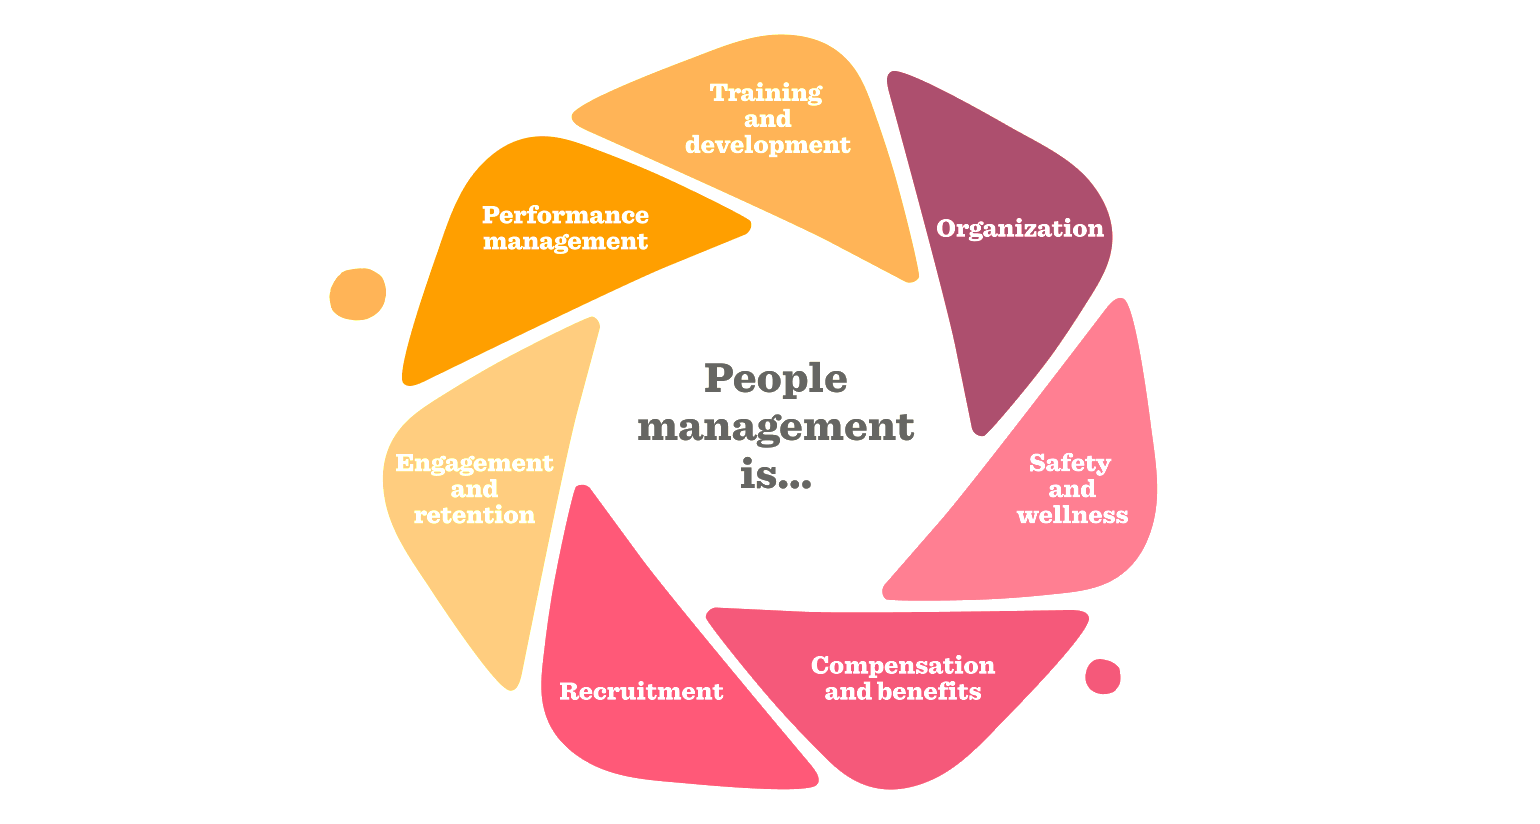 Training
and
development
Organization
Performance
management
People
management
is...
Engagement
and
retention
Safety
and
wellness
Compensation
and benefits
Recruitment